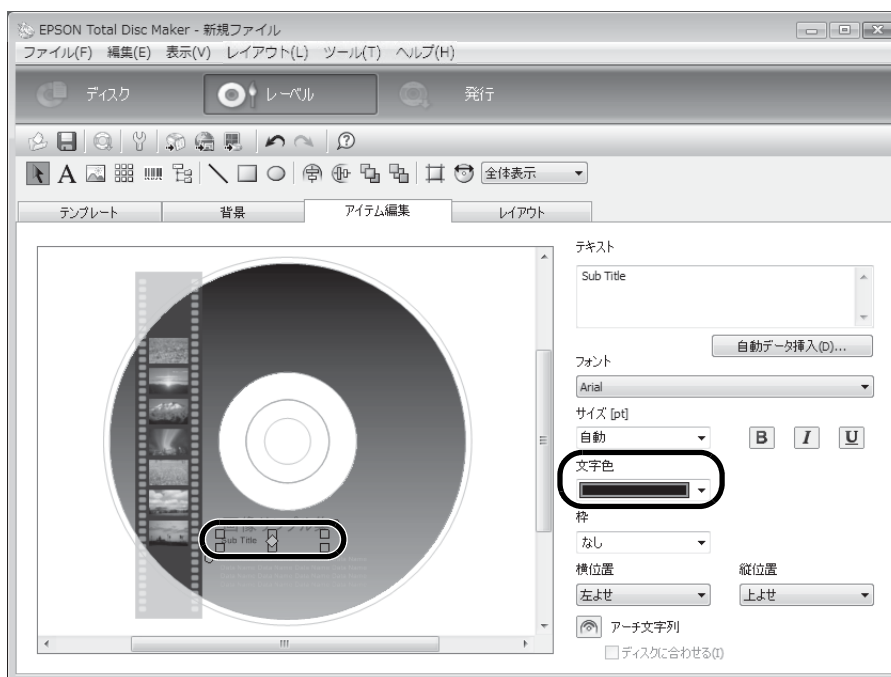 EPSON Total Disc Maker - 新規ファイル
ファイル(F) 編集(E) 表示(V) レイアウト(L) ツール(T) ヘルプ(H)
ディスク レーベル 発行
A 全体表示
テンプレート 背景 アイテム編集 レイアウト
テキスト
Sub Title
自動データ挿入(D)...
フォント
Arial
サイズ [pt]
自動 B I U
文字色
枠
なし
横位置 縦位置
左よせ 上よせ
アーチ文字列
ディスクに合わせる(I)
Sub Title